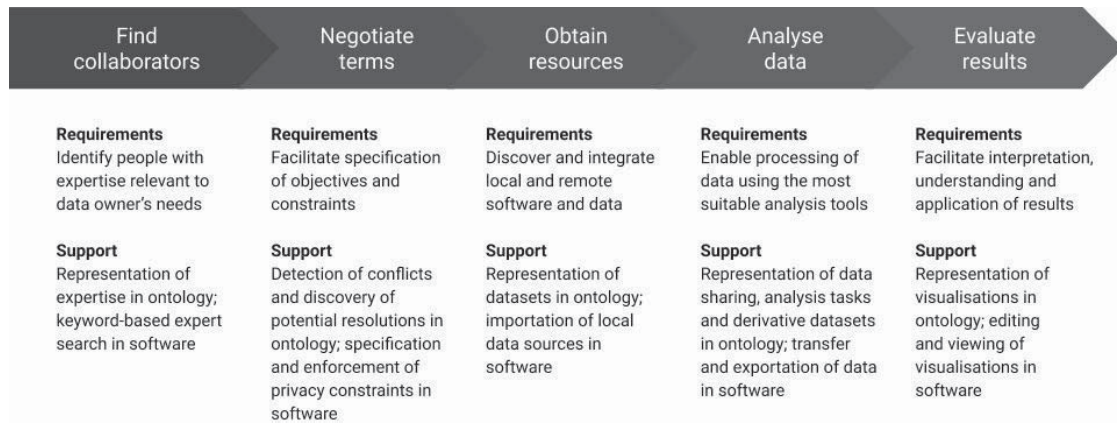 Find
collaborators
Negotiate
terms
Obtain
resources
Analyse
data
Evaluate
results
Requirements
Identify people with
expertise relevant to
data owner's needs
Support
Representation of
expertise in ontology;
keyword-based expert
search in software
Requirements
Facilitate specification
of objectives and
constraints
Support
Detection of conflicts
and discovery of
potential resolutions in
ontology; specification
and enforcement of
privacy constraints in
software
Requirements
Discover and integrate
local and remote
software and data
Support
Representation of
datasets in ontology;
importation of local
data sources in
software
Requirements
Enable processing of
data using the most
suitable analysis tools
Support
Representation of data
sharing, analysis tasks
and derivative datasets
in ontology; transfer
and exportation of data
in software
Requirements
Facilitate interpretation,
understanding and
application of results
Support
Representation of
visualisations in
ontology; editing
and viewing of
visualisations in
software